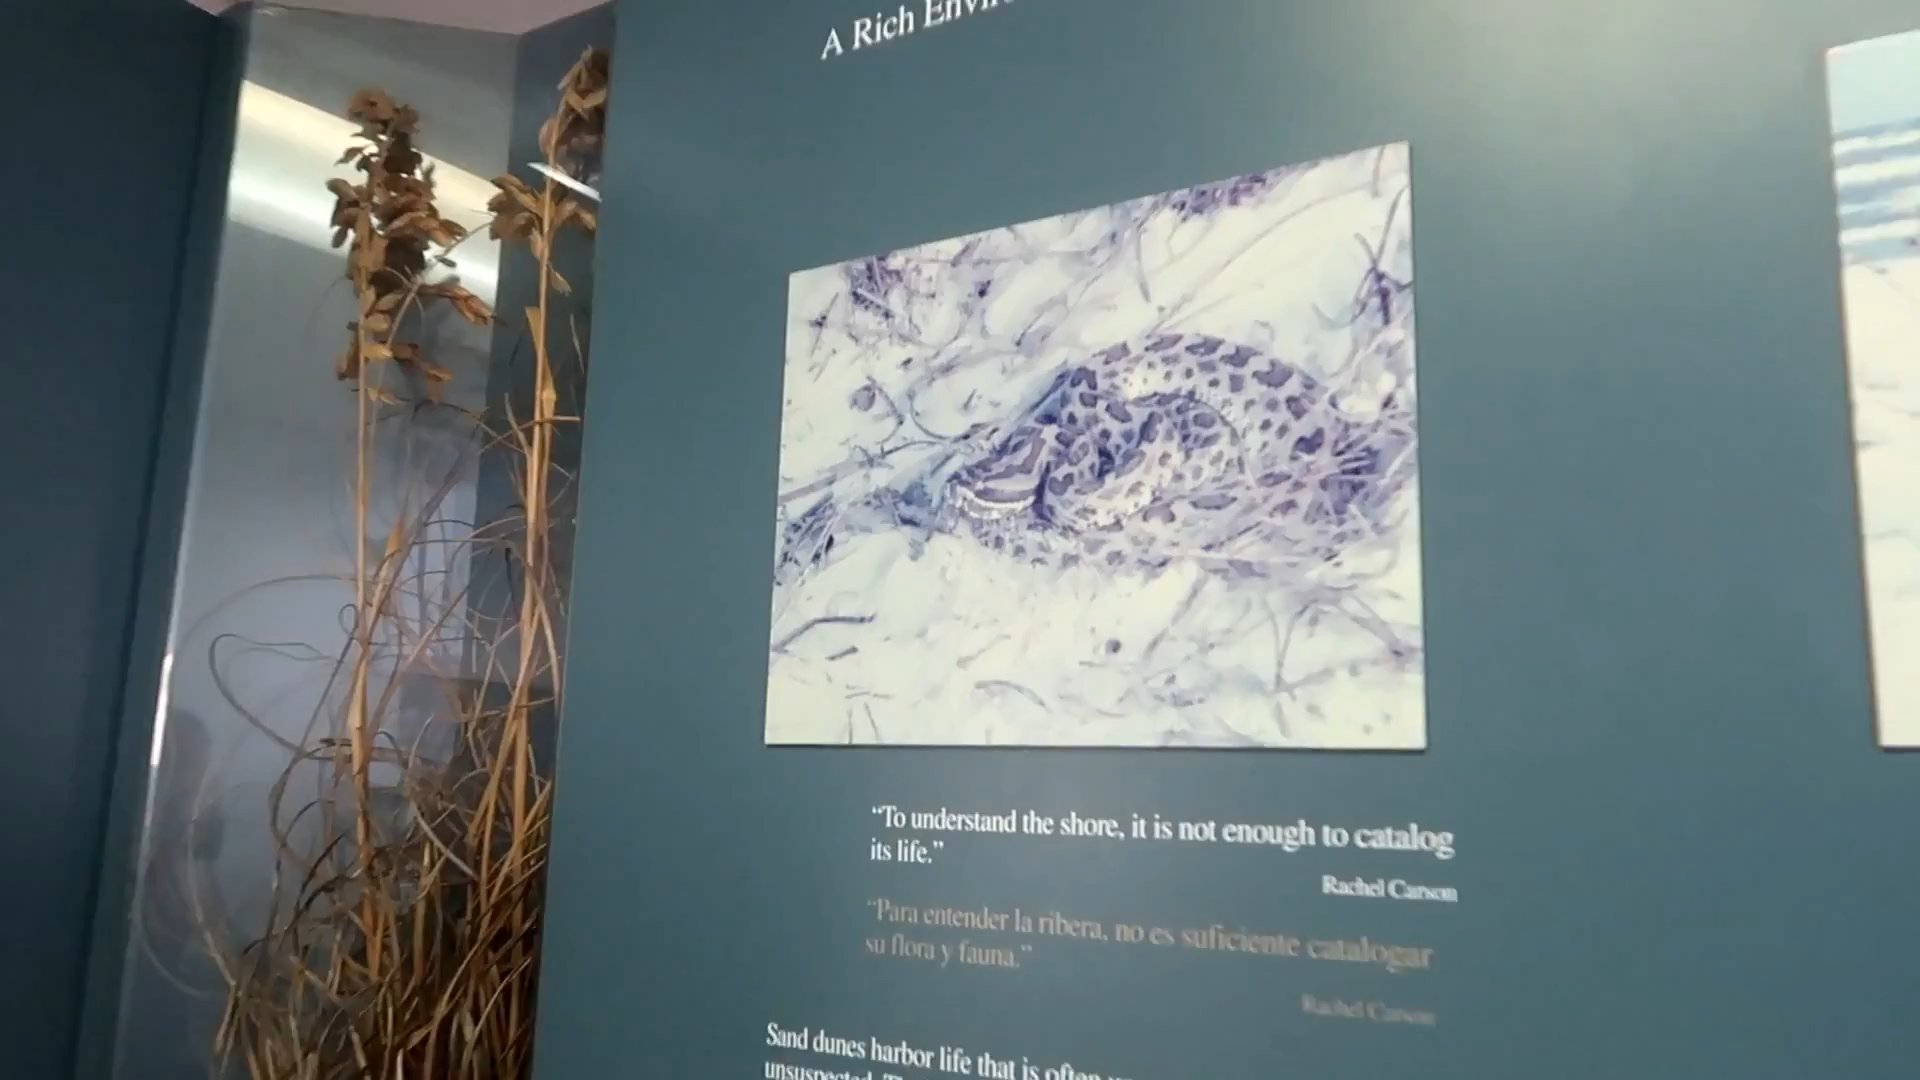 A Rich
“To understand the shore, it is not enough to catalog
its life.”
Rachel Carson
“Para entender la ribera, no es suficiente catalogar
su flora y fauna.”
Rachel Carson
Sand dunes harbor life that is often
unsuspected.